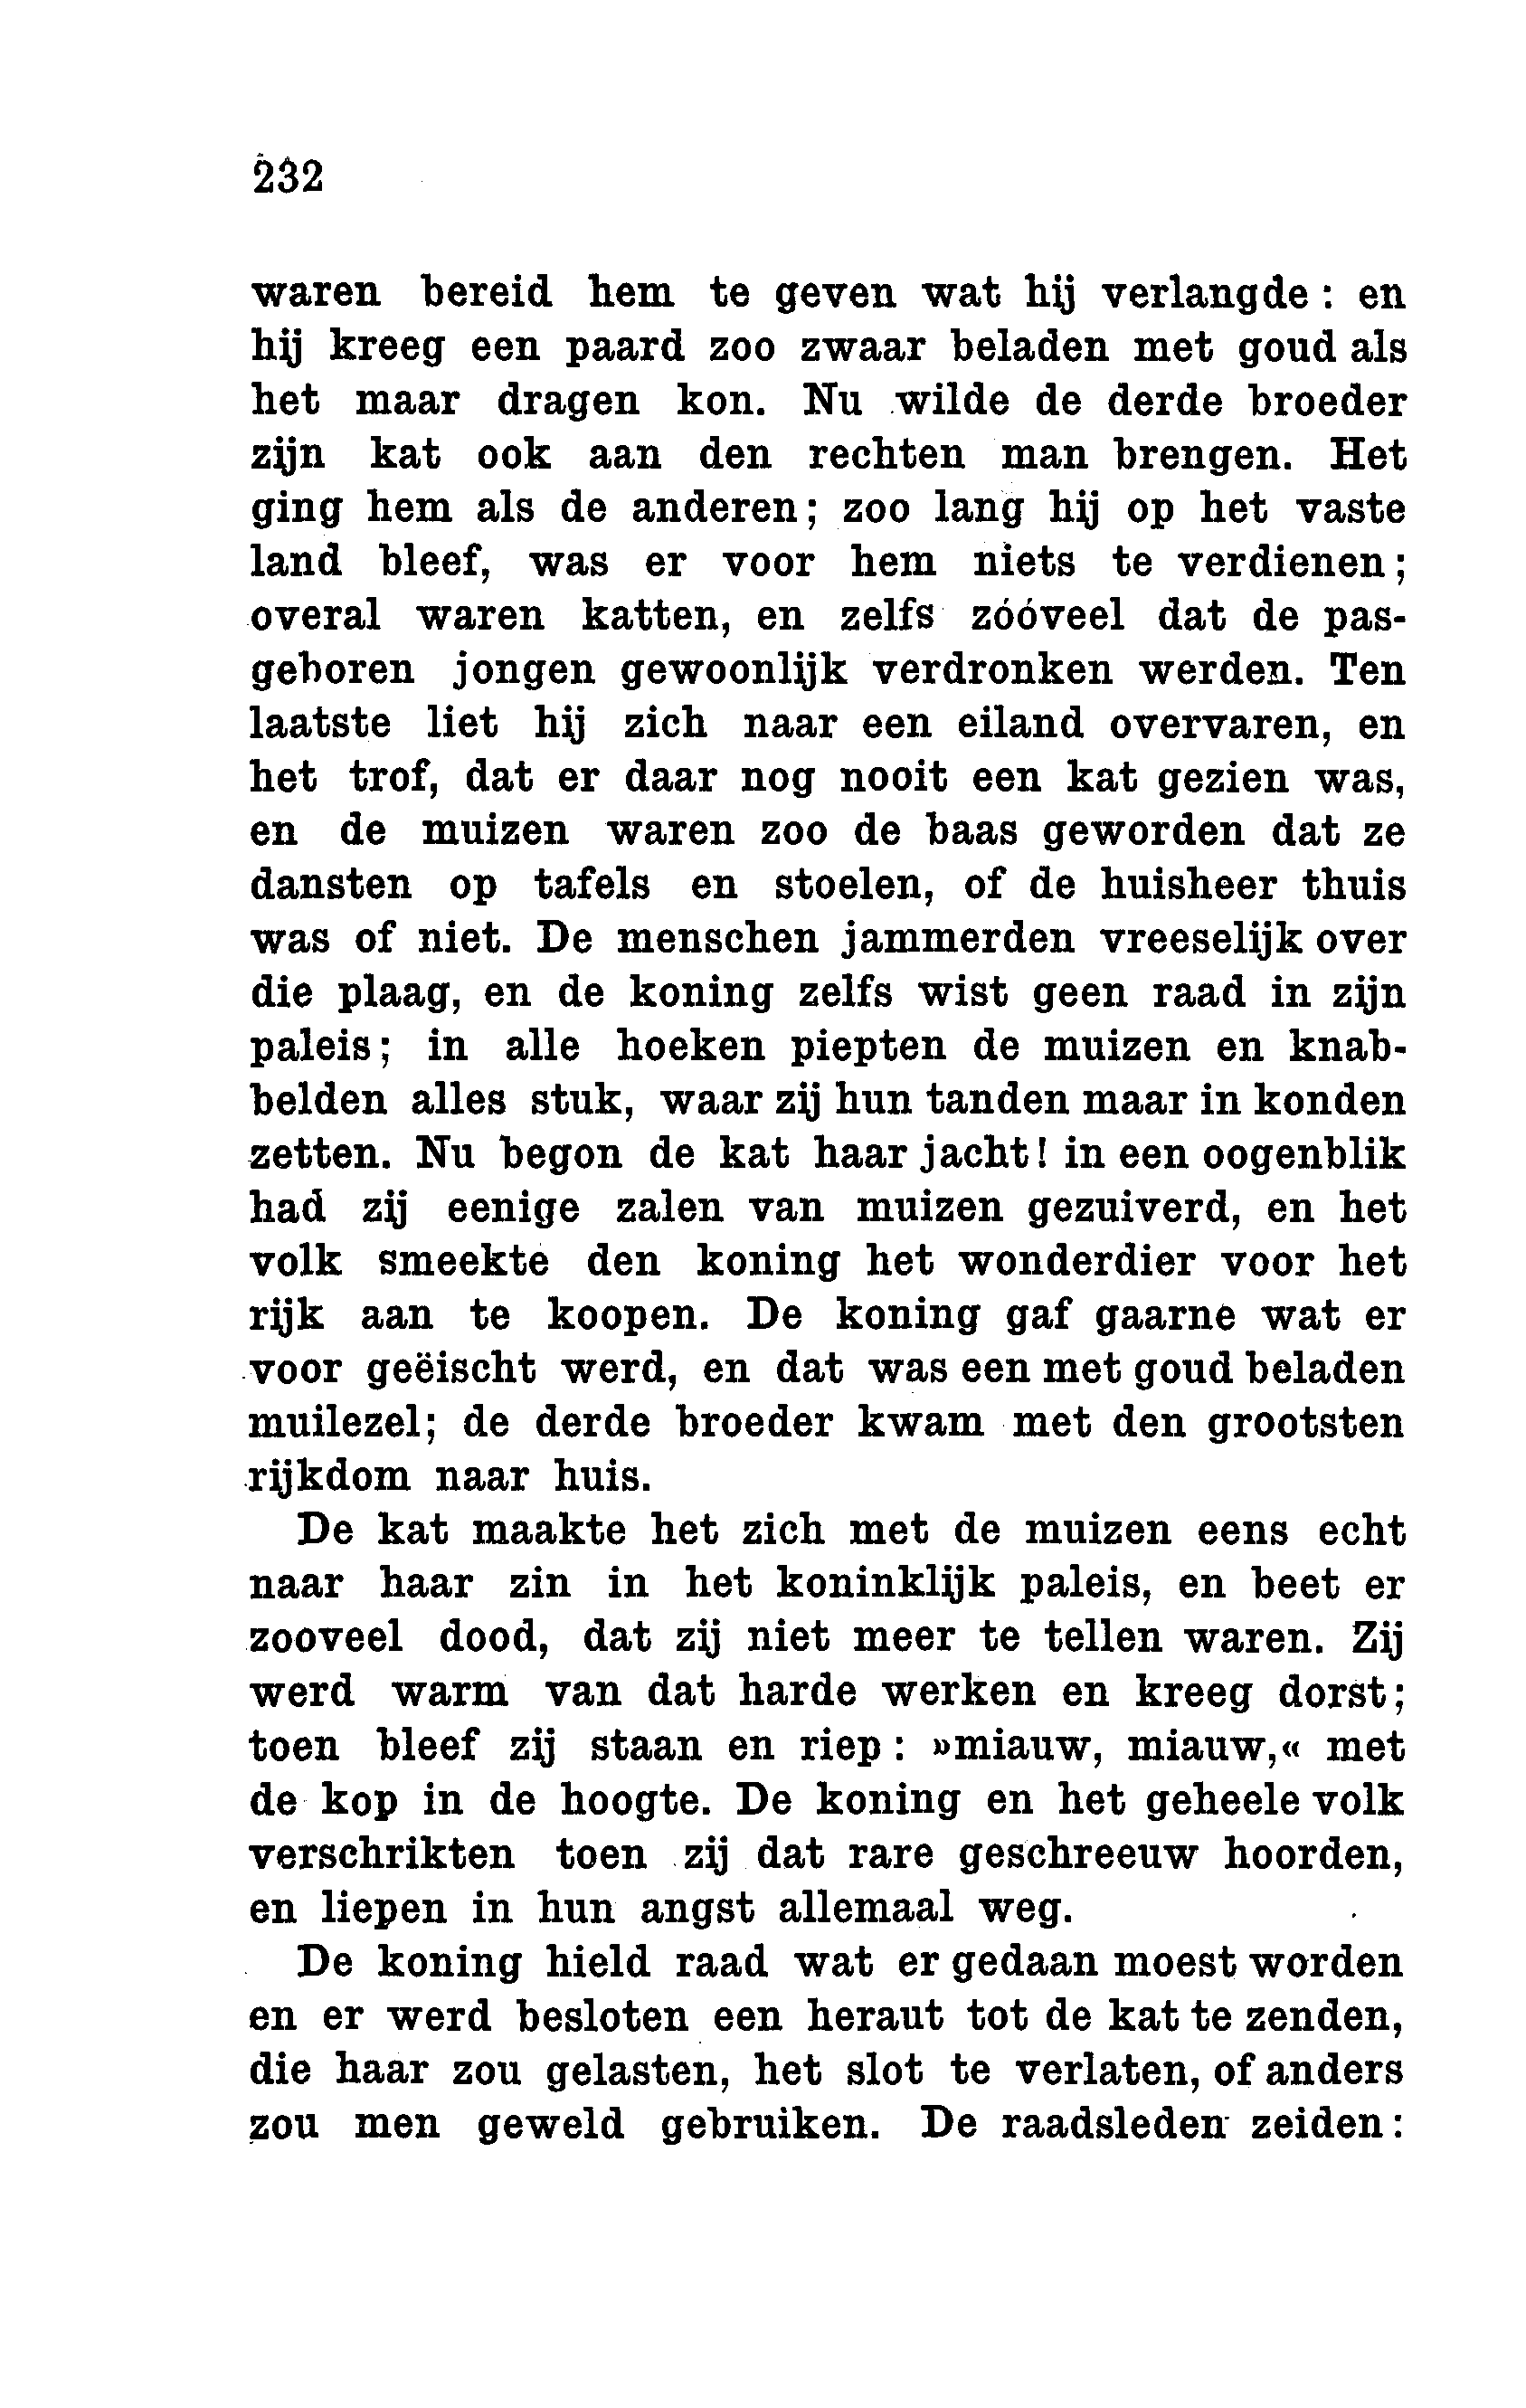 232
waren bereid hem te geven wat hij verlangde : en
hij kreeg een paard zoo zwaar beladen met goud als
het maar dragen kon. Nu wilde de derde broeder
zijn kat ook aan den rechten man brengen. Het
ging hem als de anderen; zoo lang hij op het vaste
land bleef, was er voor hem niets te verdienen;
overal waren katten, en zelfs zóóveel dat de pas-
geboren jongen gewoonlijk verdronken werden. Ten
laatste liet hij zich naar een eiland overvaren, en
het trof, dat er daar nog nooit een kat gezien was,
en de muizen waren zoo de baas geworden dat ze
dansten op tafels en stoelen, of de huisheer thuis
was of niet. De menschen jammerden vreeselijk over
die plaag, en de koning zelfs wist geen raad in zijn
paleis; in alle hoeken piepten de muizen en knab-
belden alles stuk, waar zij hun tanden maar in konden
zetten. Nu begon de kat haar jacht! in een oogenblik
had zij eenige zalen van muizen gezuiverd, en het
volk smeekte den koning het wonderdier voor het
rijk aan te koopen. De koning gaf gaarne wat er
voor geëischt werd, en dat was een met goud beladen
muilezel; de derde broeder kwam met den grootsten
rijkdom naar huis.
De kat maakte het zich met de muizen eens echt
naar haar zin in het koninklijk paleis, en beet er
zooveel dood, dat zij niet meer te tellen waren. Zij
werd warm van dat harde werken en kreeg dorst;
toen bleef zij staan en riep : »miauw, miauw,« met
de kop in de hoogte. De koning en het geheele volk
verschrikten toen zij dat rare geschreeuw hoorden,
en liepen in hun angst allemaal weg.
De koning hield raad wat er gedaan moest worden
en er werd besloten een heraut tot de kat te zenden,
die haar zou gelasten, het slot te verlaten, of anders
zou men geweld gebruiken. De raadsleden zeiden: